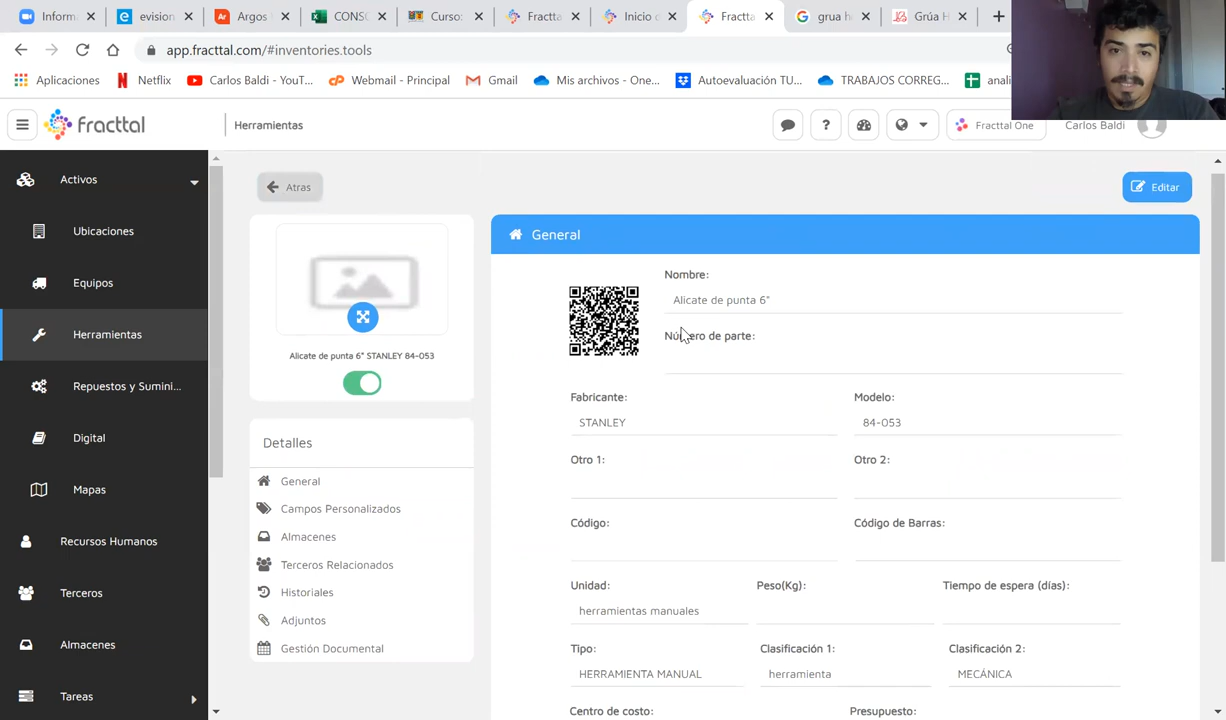 Inform
evision
Argos
CONSO
Curso:
Fractta
Inicio d
Fractta
grua h
Grúa H
app.fracttal.com/#inventories.tools
Aplicaciones
Netflix
Carlos Baldi - YouT...
Webmail - Principal
Gmail
Mis archivos - One...
Autoevaluación TU...
TRABAJOS CORREG...
anali
fracttal
Herramientas
?
Fracttal One
Carlos Baldi
Activos
Ubicaciones
Equipos
Herramientas
Repuestos y Sumini...
Digital
Mapas
Recursos Humanos
Terceros
Almacenes
Tareas
Atras
Editar
Alicate de punta 6" STANLEY 84-053
Detalles
General
Campos Personalizados
Almacenes
Terceros Relacionados
Historiales
Adjuntos
Gestión Documental
General
Nombre:
Alicate de punta 6"
Número de parte:
Fabricante:
Modelo:
STANLEY
84-053
Otro 1:
Otro 2:
Código:
Código de Barras:
Unidad:
Peso(Kg):
Tiempo de espera (días):
herramientas manuales
Tipo:
Clasificación 1:
Clasificación 2:
HERRAMIENTA MANUAL
herramienta
MECÁNICA
Centro de costo:
Presupuesto: